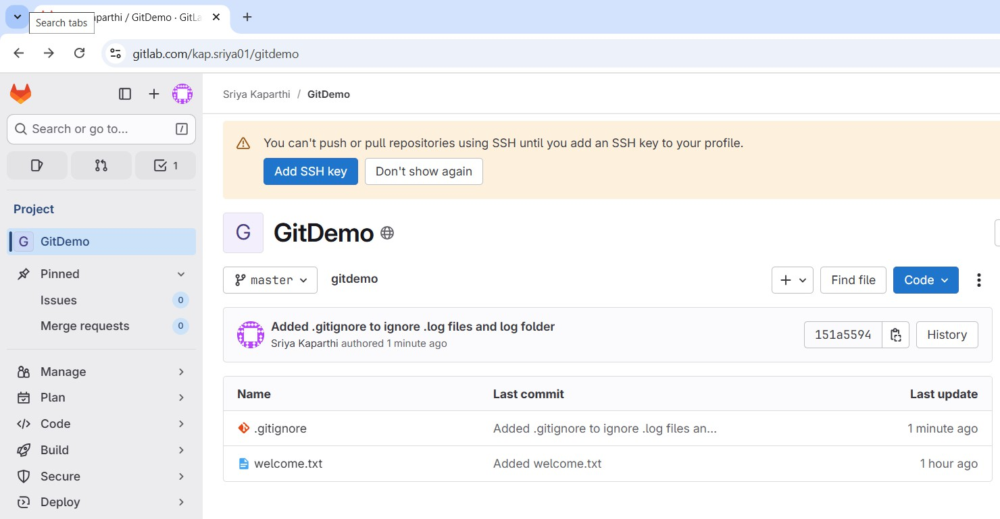 Search tabs
parthi / GitDemo · GitLa
gitlab.com/kap.sriya01/gitdemo
Sriya Kaparthi / GitDemo
Search or go to... /
1
Project
G GitDemo
Pinned
Issues 0
Merge requests 0
Manage
Plan
Code
Build
Secure
Deploy
You can't push or pull repositories using SSH until you add an SSH key to your profile.
Add SSH key Don't show again
G GitDemo
master gitdemo Find file Code
Added .gitignore to ignore .log files and log folder
Sriya Kaparthi authored 1 minute ago
151a5594 History
Name Last commit Last update
.gitignore Added .gitignore to ignore .log files an... 1 minute ago
welcome.txt Added welcome.txt 1 hour ago